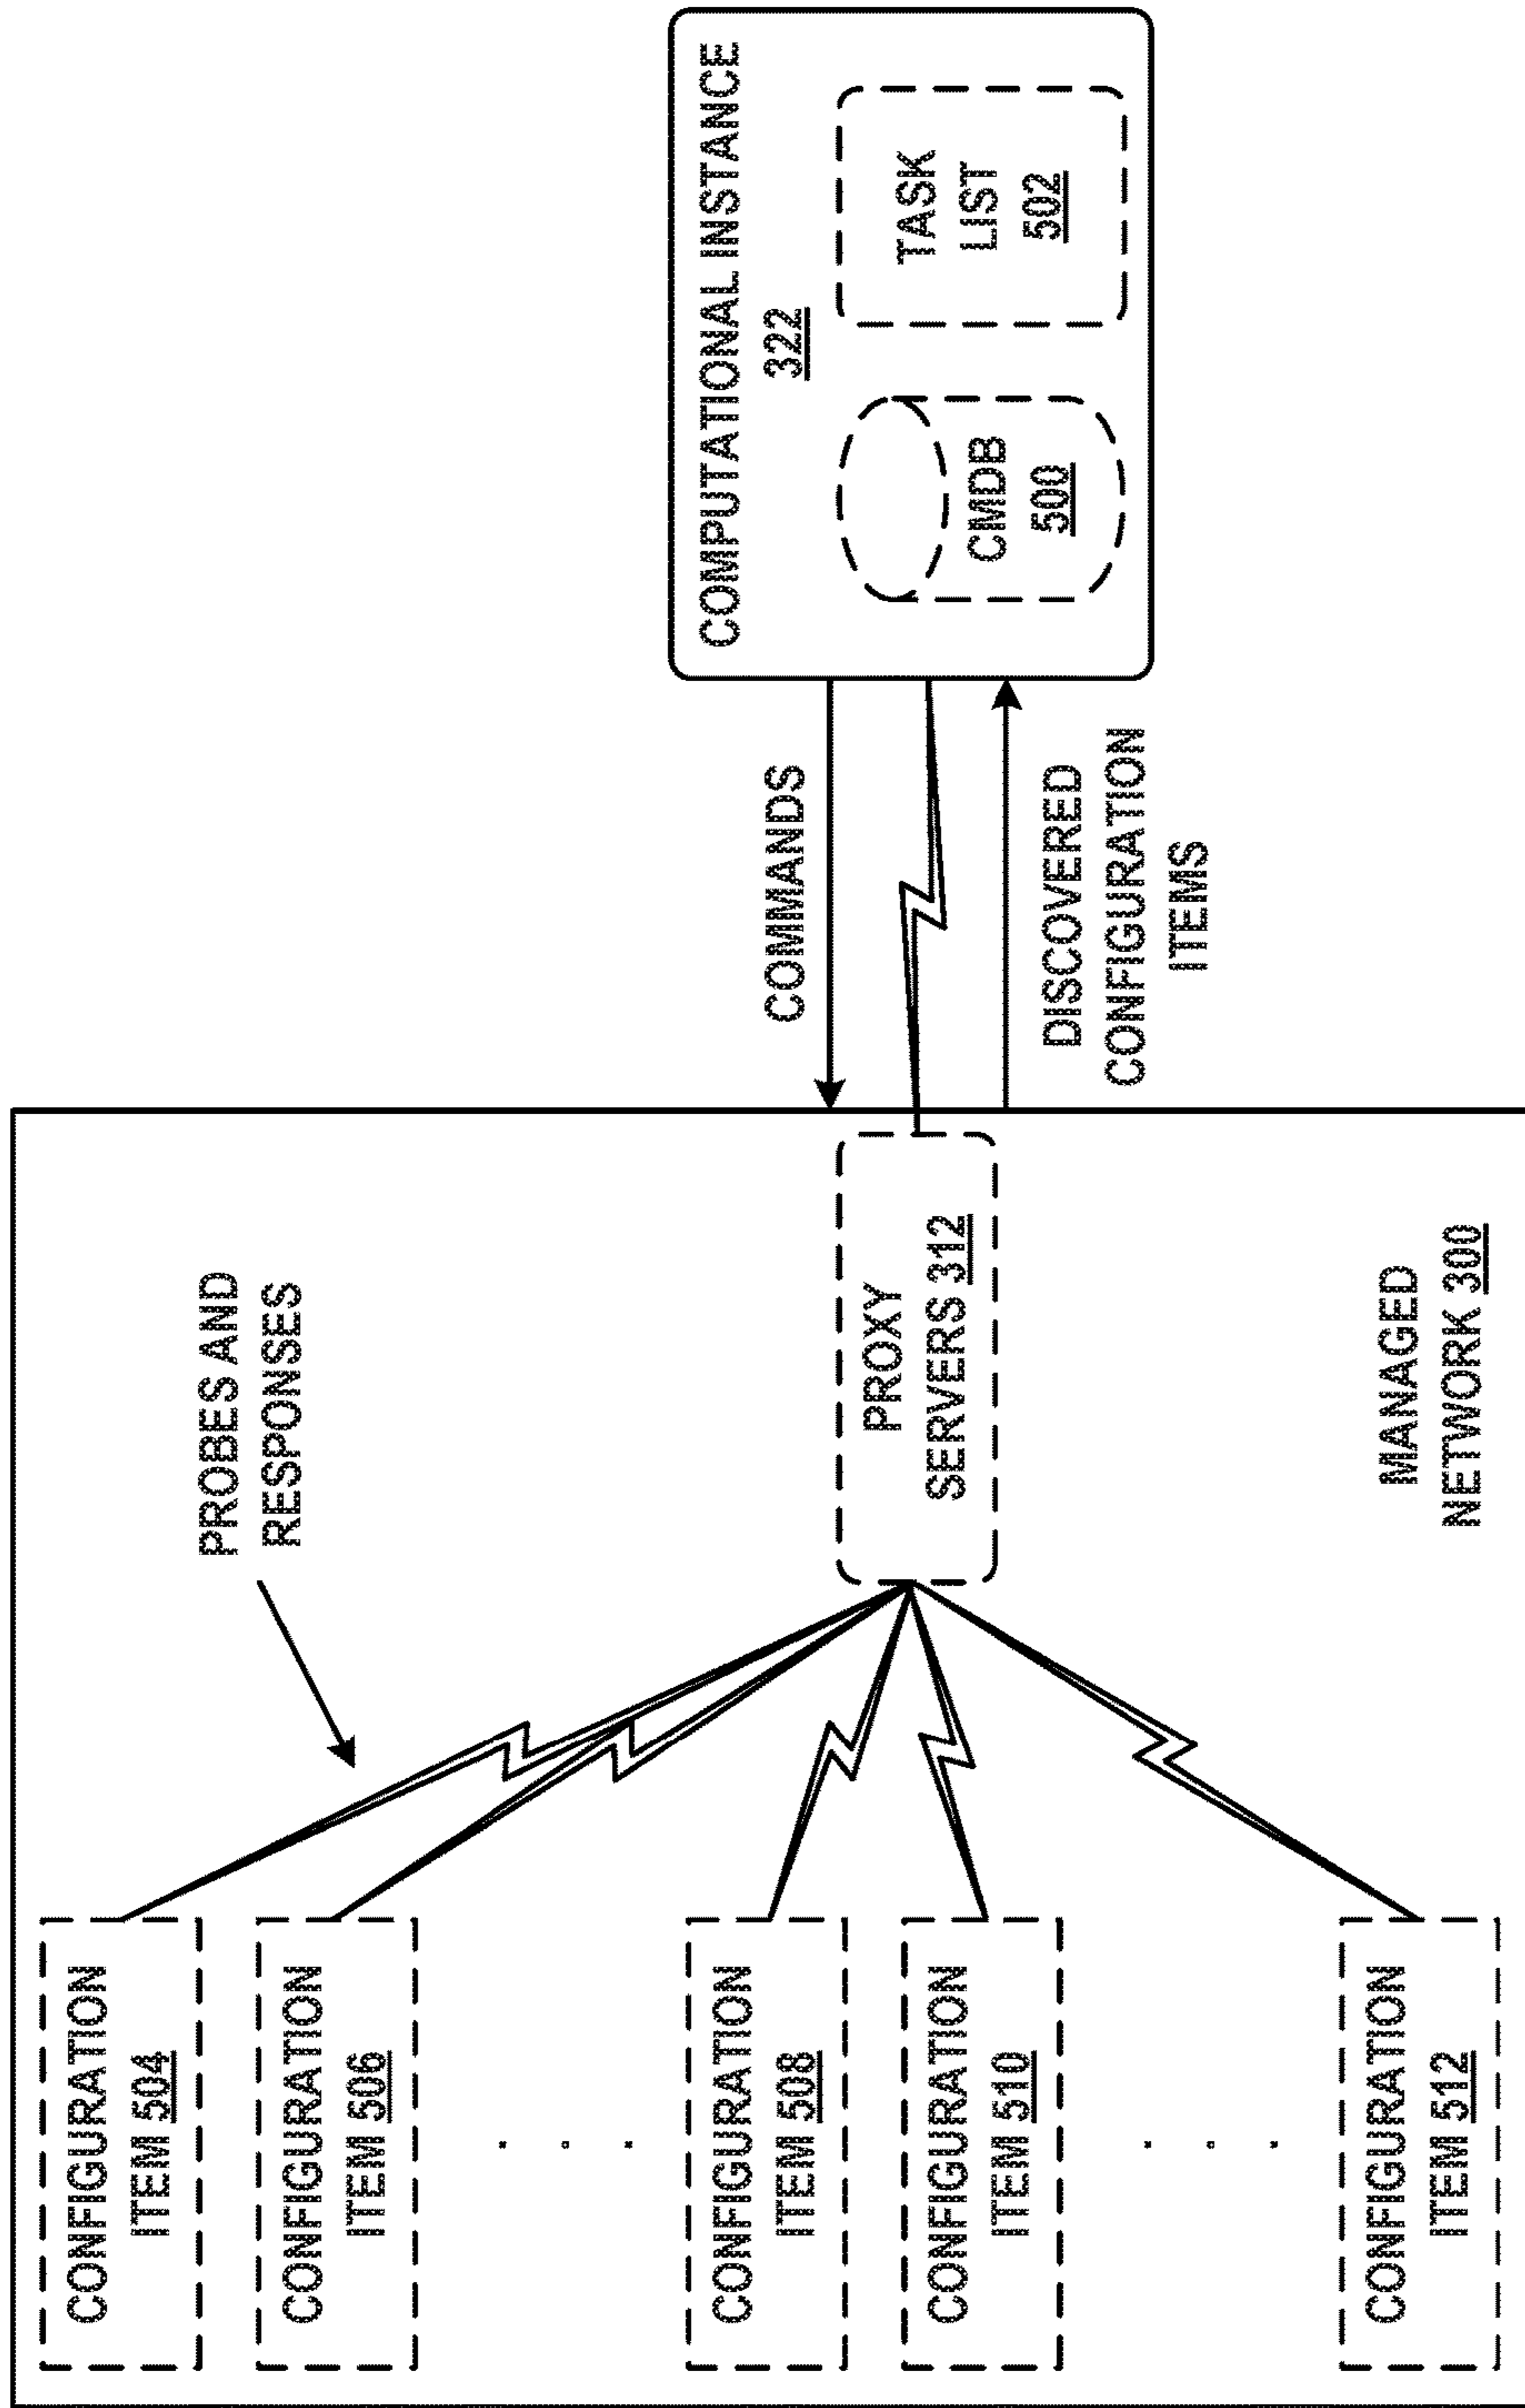 CONFIGURATION
ITEM 504
CONFIGURATION
ITEM 506
CONFIGURATION
ITEM 508
CONFIGURATION
ITEM 510
CONFIGURATION
ITEM 512
PROBES AND
RESPONSES
PROXY
SERVERS 312
MANAGED
NETWORK 300
COMMANDS
DISCOVERED
CONFIGURATION
ITEMS
COMPUTATIONAL INSTANCE
322
CMDB
500
TASK
LIST
502